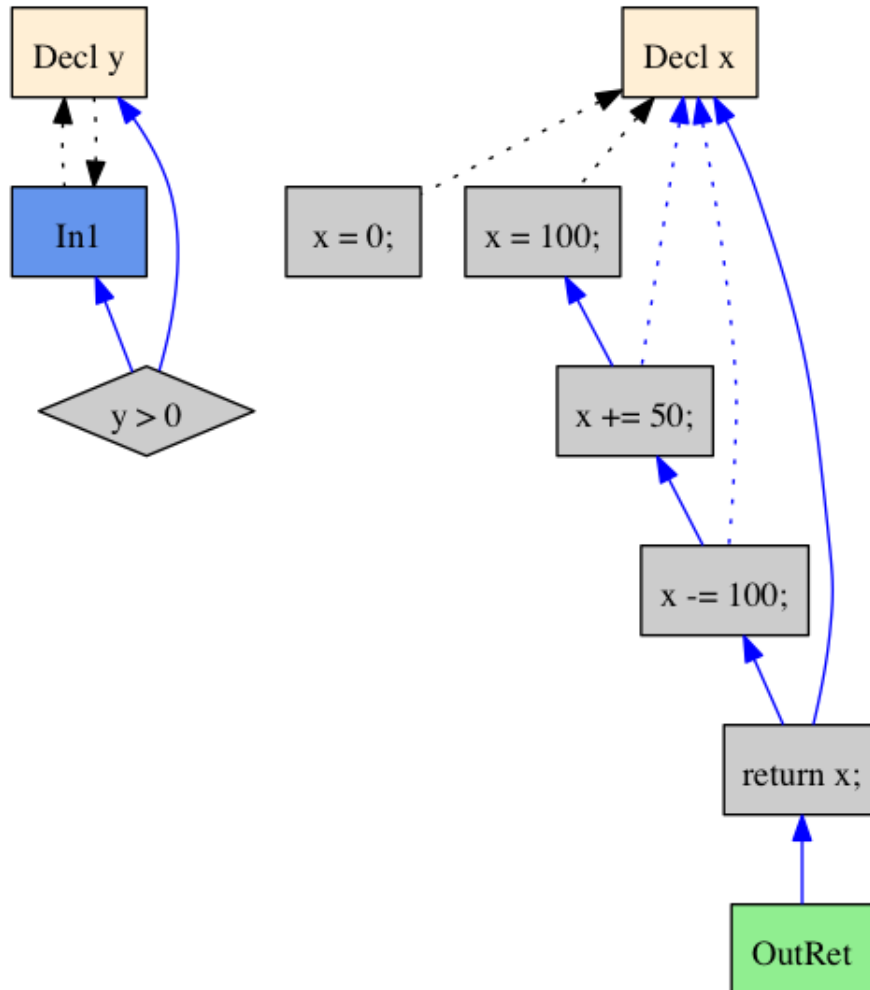 Decl y
Decl x
In1
x = 0;
x = 100;
y > 0
x += 50;
x -= 100;
return x;
OutRet